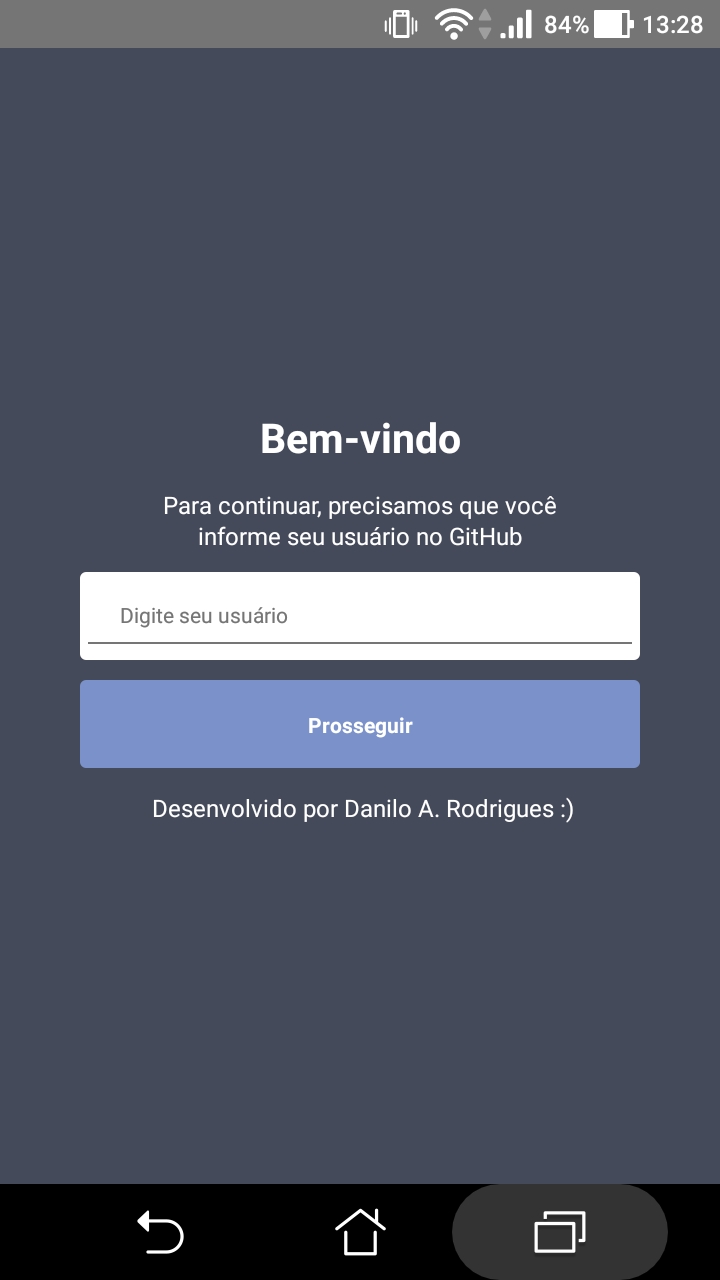 84% 13:28
Bem-vindo
Para continuar, precisamos que você
informe seu usuário no GitHub
Digite seu usuário
Prosseguir
Desenvolvido por Danilo A. Rodrigues :)